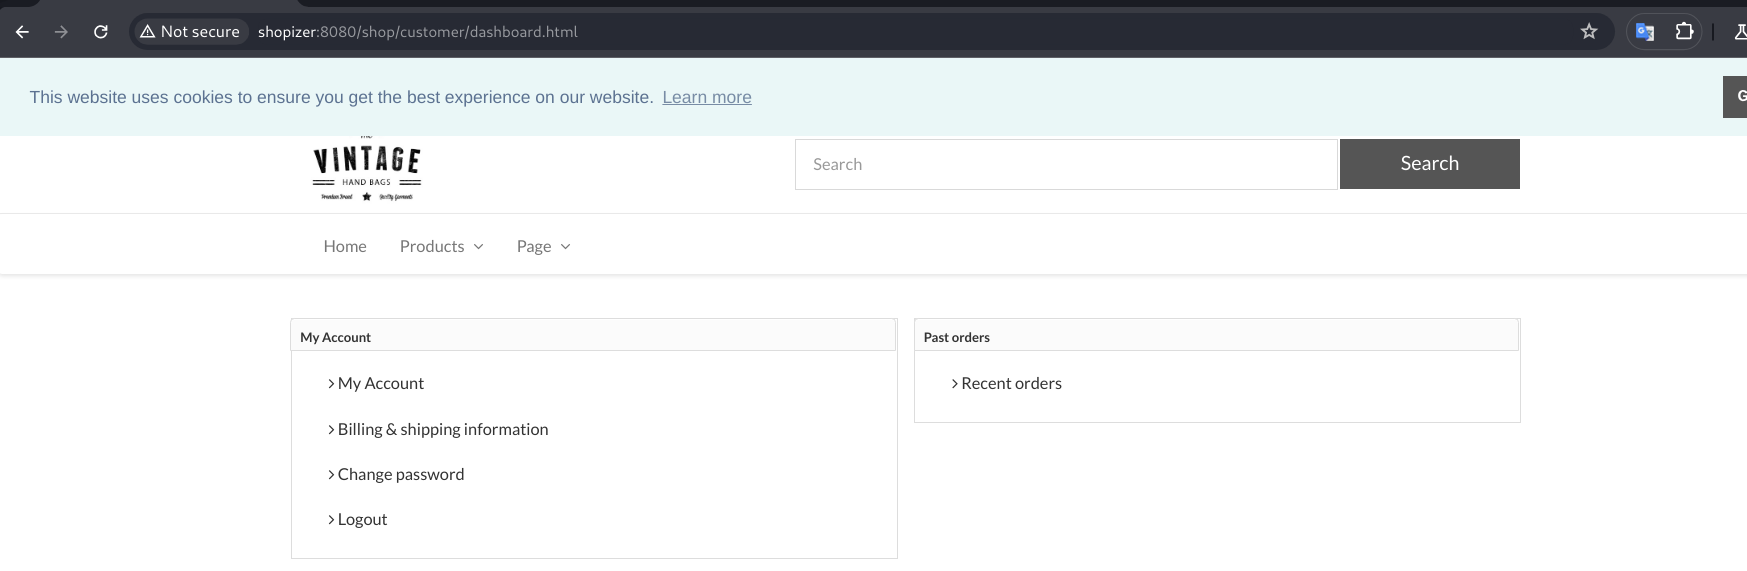 Not secure shopizer:8080/shop/customer/dashboard.html
This website uses cookies to ensure you get the best experience on our website. Learn more
G
VINTAGE
HAND BAGS
Search Search
Home Products Page
My Account
My Account
Billing & shipping information
Change password
Logout
Past orders
Recent orders